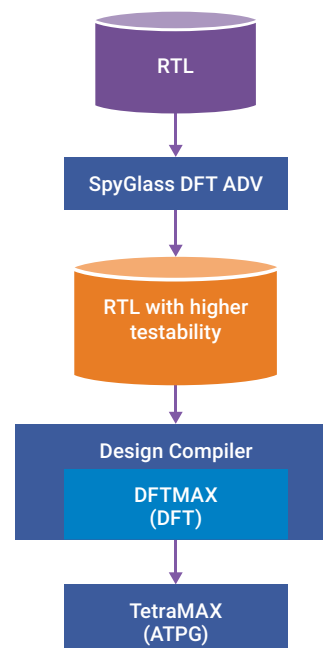 RTL
SpyGlass DFT ADV
RTL with higher
testability
Design Compiler
DFTMAX
(DFT)
TetraMAX
(ATPG)